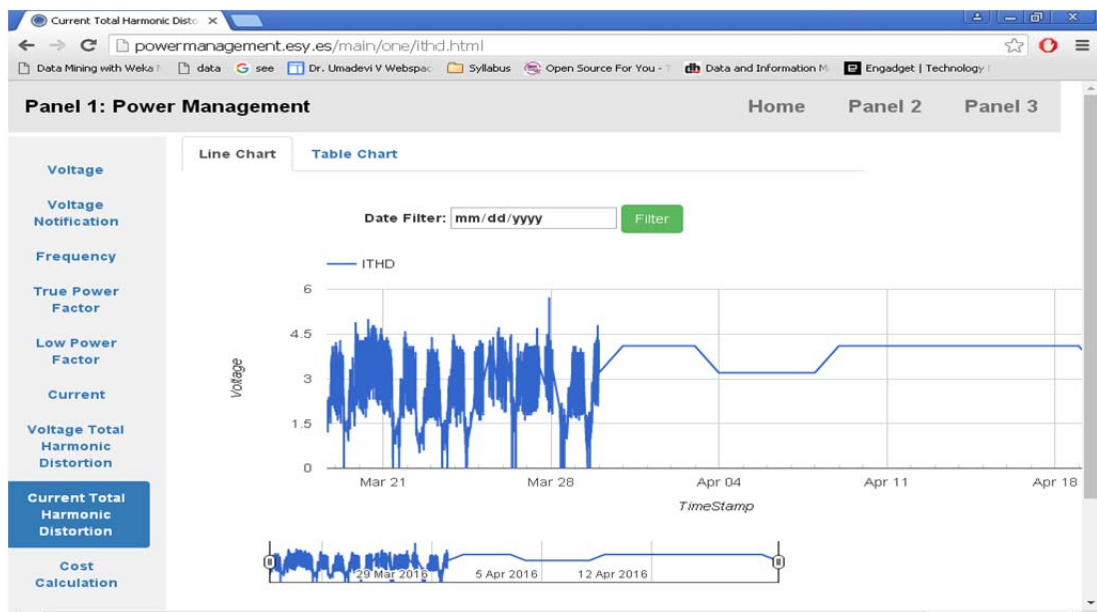 Current Total Harmonic Disto
powermanagement.esy.es/main/one/ithd.html
Data Mining with Weka data see Dr. Umadevi V Webspac Syllabus Open Source For You - Data and Information M Engadget | Technology
Panel 1: Power Management Home Panel 2 Panel 3
Line Chart Table Chart
Voltage
Voltage
Notification
Frequency
True Power
Factor
Low Power
Factor
Current
Voltage Total
Harmonic
Distortion
Current Total
Harmonic
Distortion
Cost
Calculation
Date Filter: mm/dd/yyyy Filter
ITHD
6
4.5
3
1.5
0
Voltage
Mar 21 Mar 28 Apr 04 Apr 11 Apr 18
TimeStamp
29 Mar 2016 5 Apr 2016 12 Apr 2016